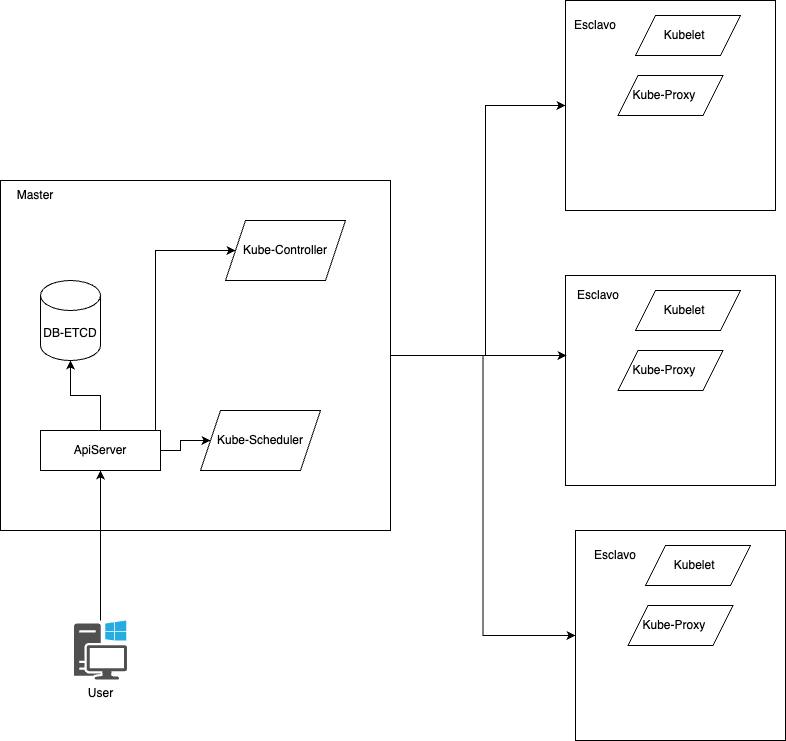 Esclavo
Kubelet
Kube-Proxy
Master
Kube-Controller
DB-ETCD
ApiServer
Kube-Scheduler
Esclavo
Kubelet
Kube-Proxy
Esclavo
Kubelet
Kube-Proxy
User